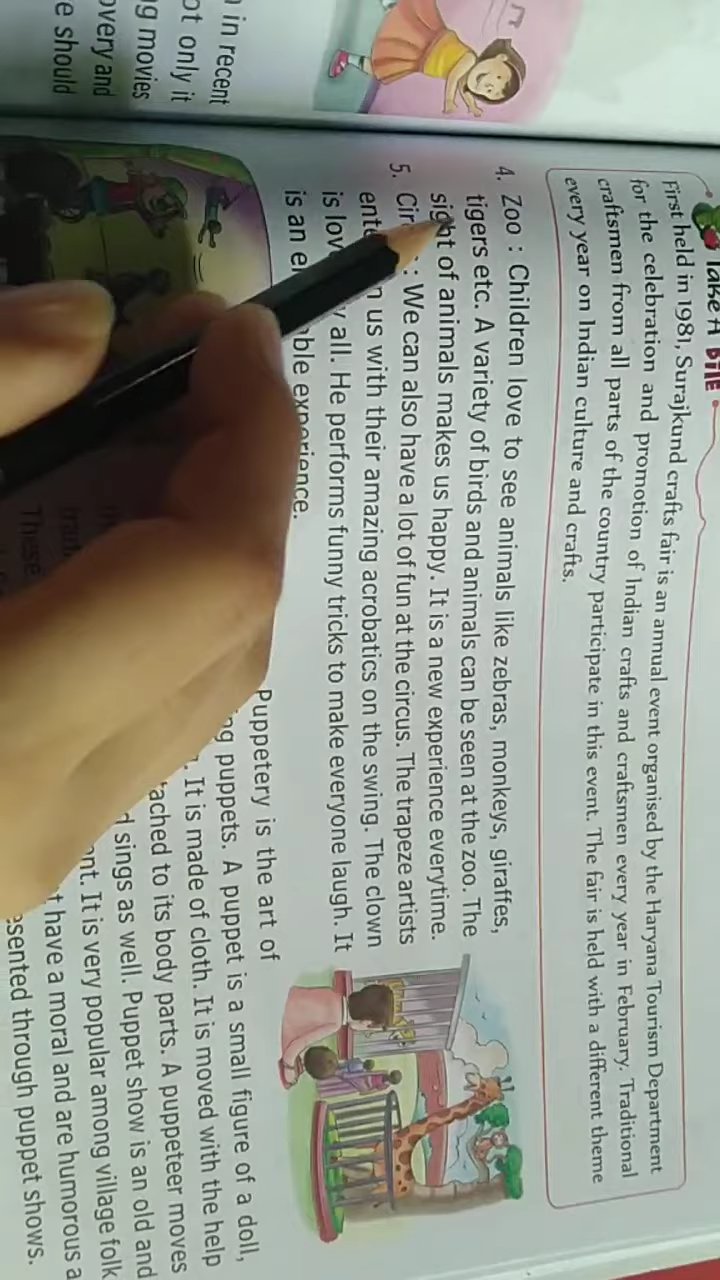 n in recent
ot only it
g movies
overy and
e should
Take A BITE
First held in 1981, Surajkund crafts fair is an annual event organised by the Haryana Tourism Department
for the celebration and promotion of Indian crafts and craftsmen every year in February. Traditional
craftsmen from all parts of the country participate in this event. The fair is held with a different theme
every year on Indian culture and crafts.
4. Zoo : Children love to see animals like zebras, monkeys, giraffes,
tigers etc. A variety of birds and animals can be seen at the zoo. The
sight of animals makes us happy. It is a new experience everytime.
5. Cir : We can also have a lot of fun at the circus. The trapeze artists
ente n us with their amazing acrobatics on the swing. The clown
is lov y all. He performs funny tricks to make everyone laugh. It
is an e ble experience.
Puppetery is the art of
ng puppets. A puppet is a small figure of a doll,
. It is made of cloth. It is moved with the help
tached to its body parts. A puppeteer moves
d sings as well. Puppet show is an old and
ent. It is very popular among village folk
t have a moral and are humorous a
These esented through puppet shows.